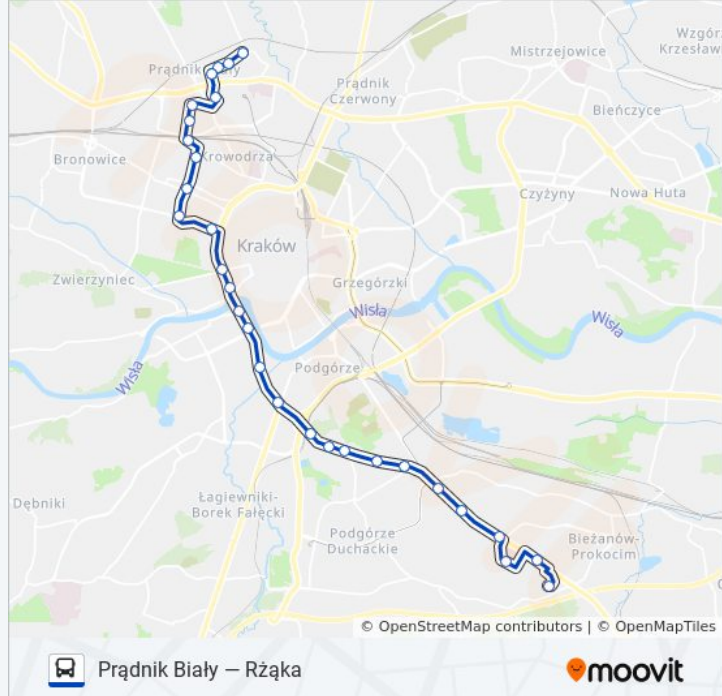 Wzgórz
Krzesław
Mistrzejowice
Prądnik Biały
Prądnik
Czerwony
Bieńczyce
Bronowice
Krowodrza
Czyżyny
Nowa Huta
Kraków
Zwierzyniec
Grzegórzki
Wisła
Wisła
Wisła
Podgórze
Dębniki
Łagiewniki-
Borek Fałęcki
Podgórze
Duchackie
Bieżanów-
Prokocim
© OpenStreetMap contributors | © OpenMapTiles
Prądnik Biały — Rżąka
moovit